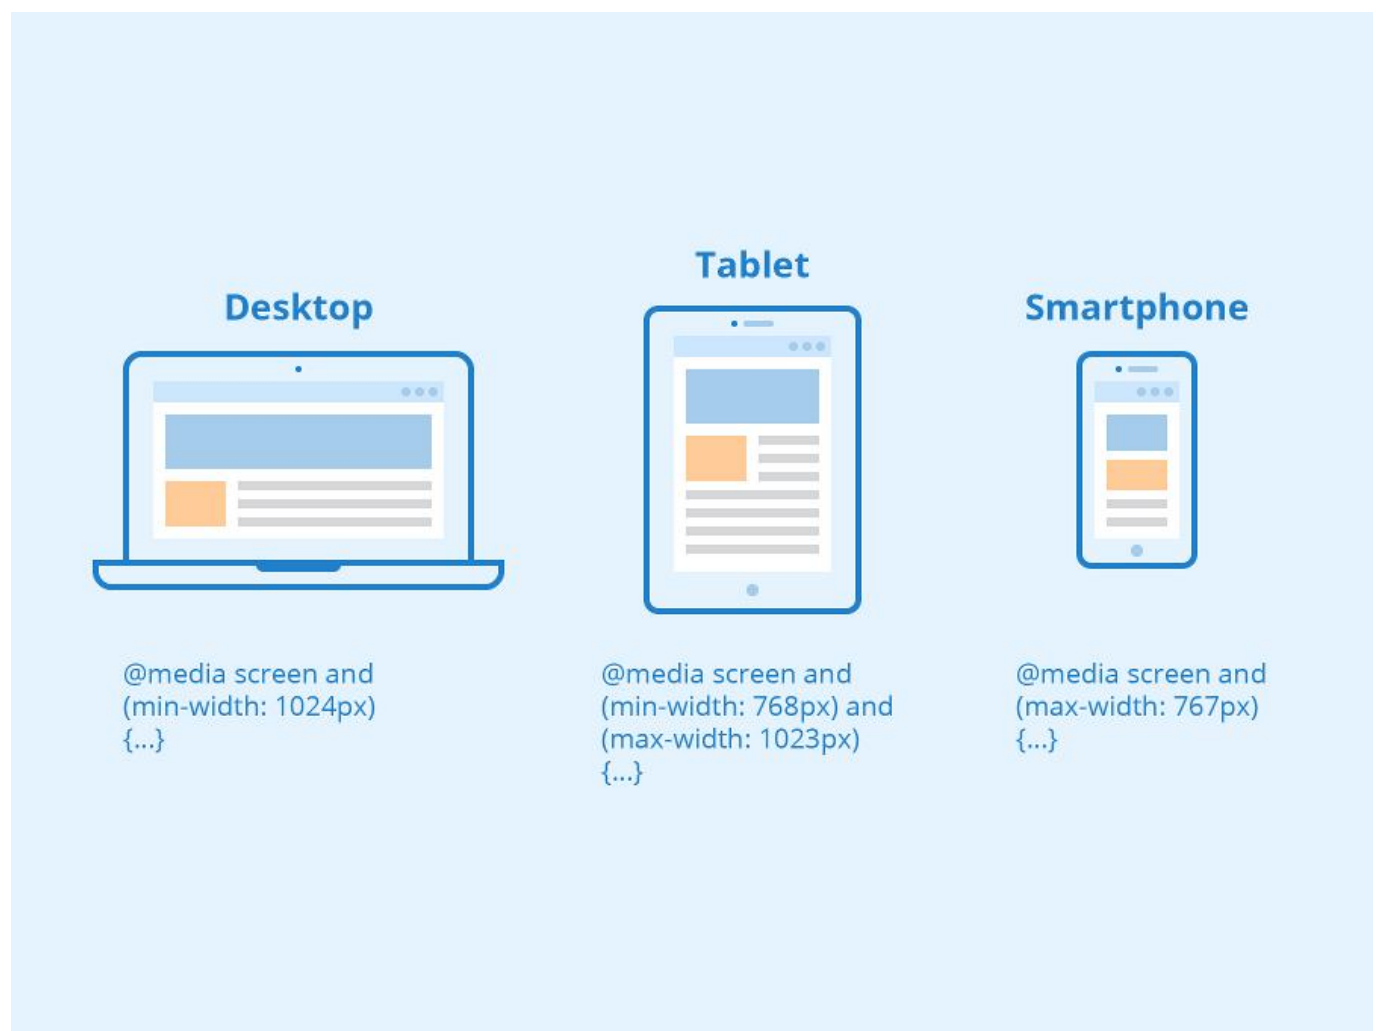 Desktop
@media screen and
(min-width: 1024px)
{...}
Tablet
@media screen and
(min-width: 768px) and
(max-width: 1023px)
{...}
Smartphone
@media screen and
(max-width: 767px)
{...}